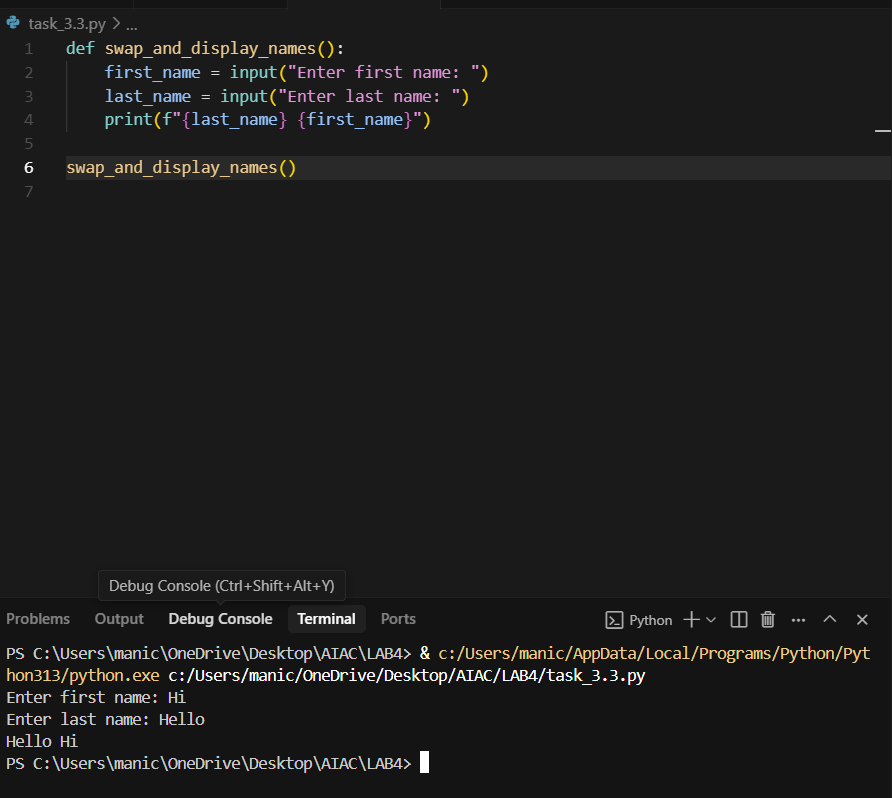 task_3.3.py > ...
1 def swap_and_display_names():
2     first_name = input("Enter first name: ")
3     last_name = input("Enter last name: ")
4     print(f"{last_name} {first_name}")
5
6 swap_and_display_names()
7
Debug Console (Ctrl+Shift+Alt+Y)
Problems Output Debug Console Terminal Ports Python
PS C:\Users\manic\OneDrive\Desktop\AIAC\LAB4> & c:/Users/manic/AppData/Local/Programs/Python/Pyt
hon313/python.exe c:/Users/manic/OneDrive/Desktop/AIAC/LAB4/task_3.3.py
Enter first name: Hi
Enter last name: Hello
Hello Hi
PS C:\Users\manic\OneDrive\Desktop\AIAC\LAB4>